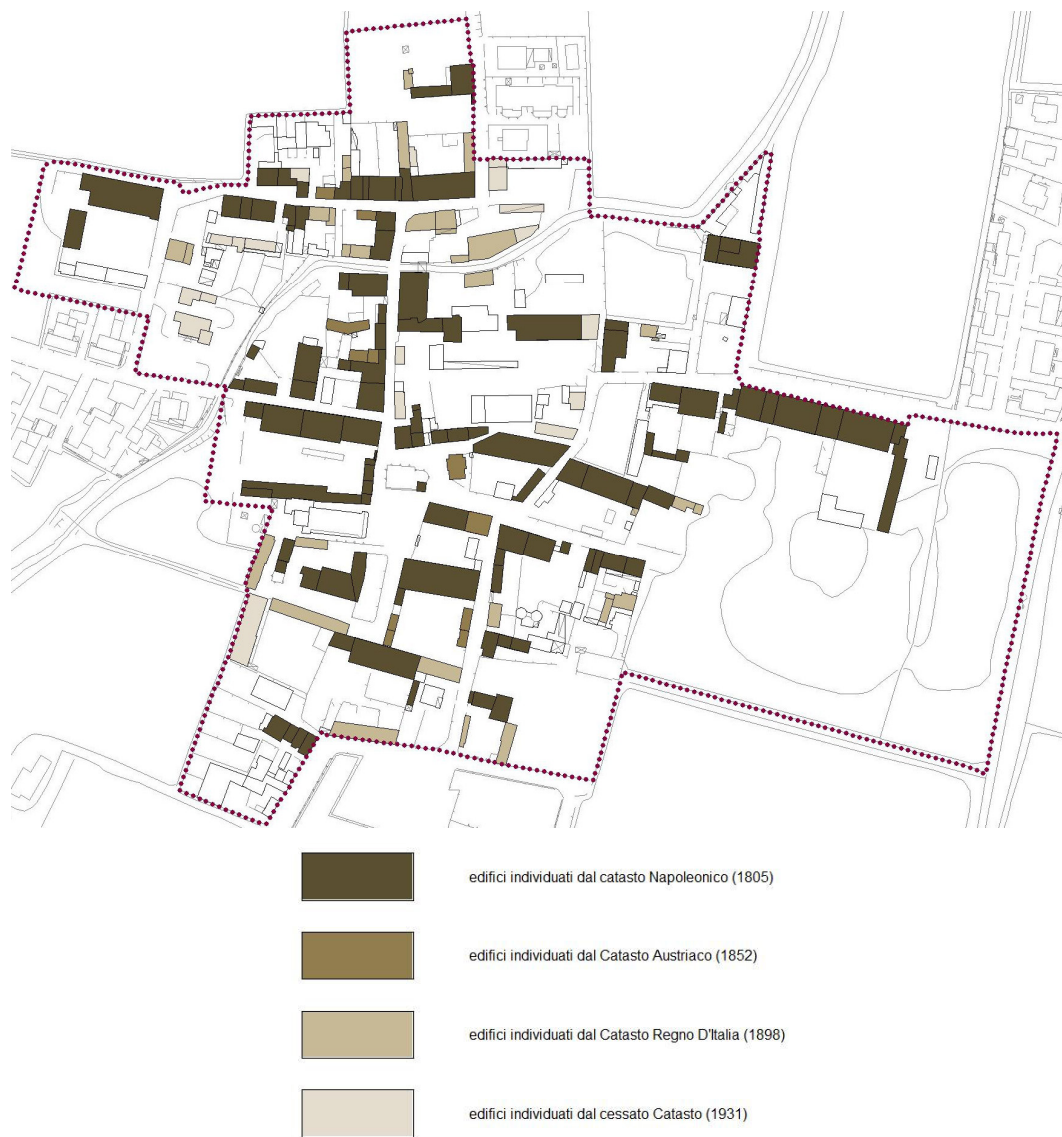 edifici individuati dal catasto Napoleonico (1805)
edifici individuati dal Catasto Austriaco (1852)
edifici individuati dal Catasto Regno D'Italia (1898)
edifici individuati dal cessato Catasto (1931)